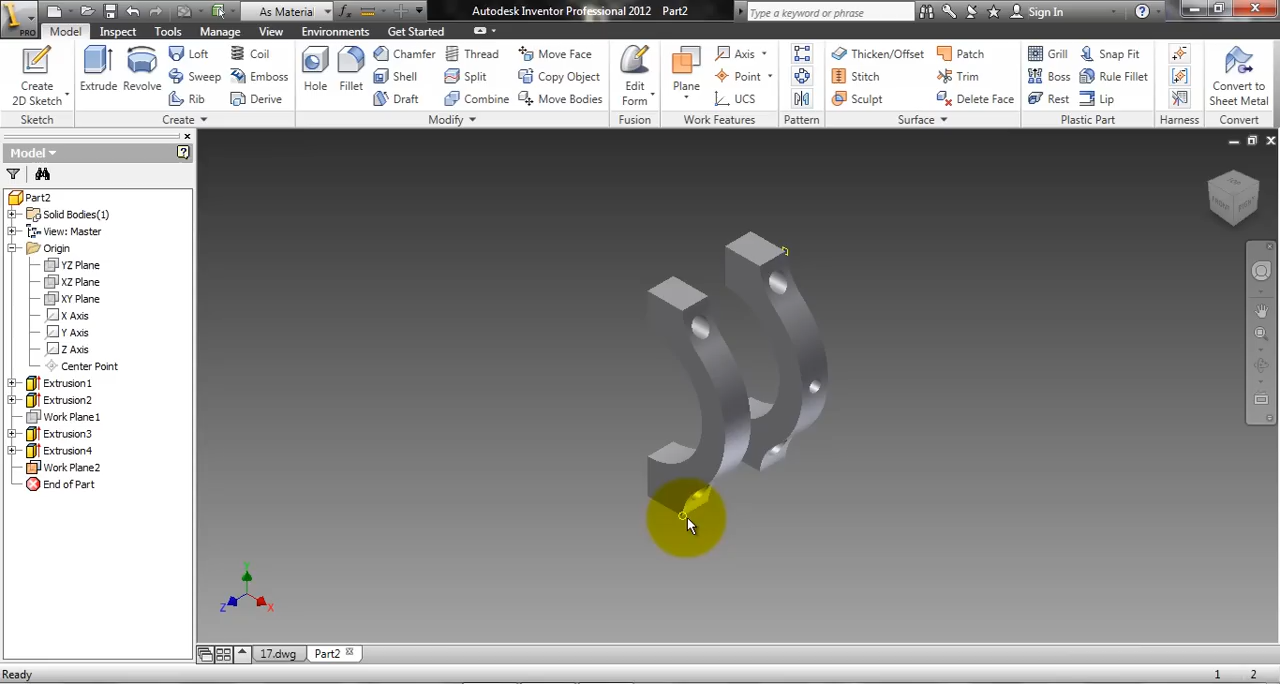 PRO
As Material
Autodesk Inventor Professional 2012 Part2
Type a keyword or phrase
Sign In
Model
Inspect
Tools
Manage
View
Environments
Get Started
Create
2D Sketch
Extrude
Revolve
Loft
Sweep
Rib
Coil
Emboss
Derive
Hole
Fillet
Chamfer
Shell
Draft
Thread
Split
Combine
Move Face
Copy Object
Move Bodies
Edit
Form
Plane
Axis
Point
UCS
Thicken/Offset
Stitch
Sculpt
Patch
Trim
Delete Face
Grill
Boss
Rest
Snap Fit
Rule Fillet
Lip
Convert to
Sheet Metal
Sketch
Create
Modify
Fusion
Work Features
Pattern
Surface
Plastic Part
Harness
Convert
Model
Part2
Solid Bodies(1)
View: Master
Origin
YZ Plane
XZ Plane
XY Plane
X Axis
Y Axis
Z Axis
Center Point
Extrusion1
Extrusion2
Work Plane1
Extrusion3
Extrusion4
Work Plane2
End of Part
FRONT
RIGHT
Y
Z
X
17.dwg
Part2
Ready
1
2